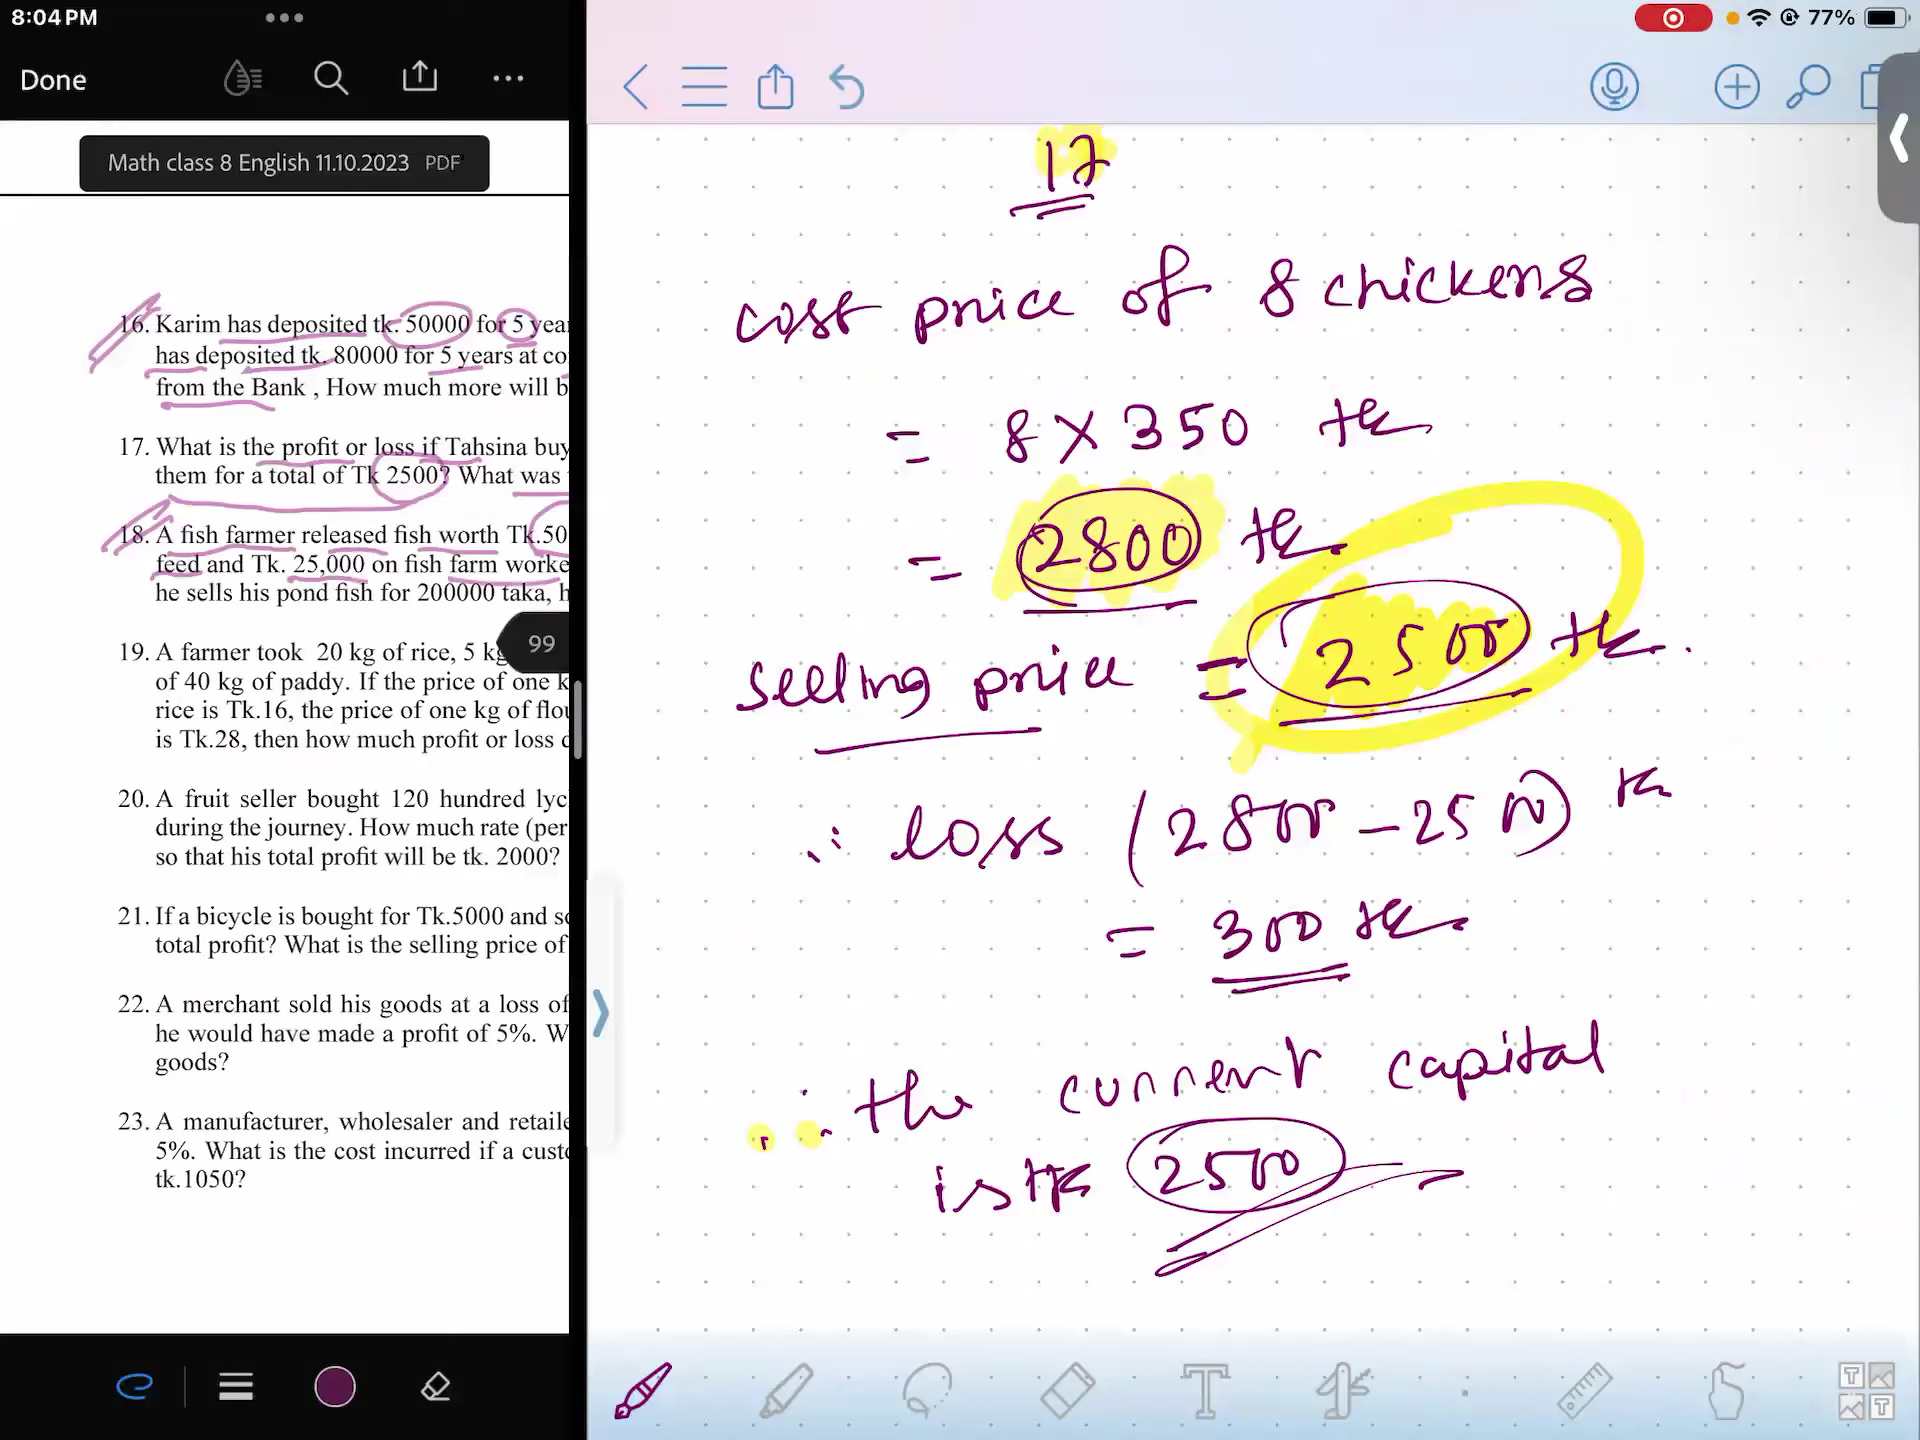 8:04 PM
77%
Done
Math class 8 English 11.10.2023 PDF
16. Karim has deposited tk. 50000 for 5 yea
has deposited tk. 80000 for 5 years at co
from the Bank , How much more will b
17. What is the profit or loss if Tahsina buy
them for a total of Tk 2500? What was
18. A fish farmer released fish worth Tk.50
feed and Tk. 25,000 on fish farm worke
he sells his pond fish for 200000 taka, h
99
19. A farmer took 20 kg of rice, 5 kg
of 40 kg of paddy. If the price of one k
rice is Tk.16, the price of one kg of flou
is Tk.28, then how much profit or loss d
20. A fruit seller bought 120 hundred lyc
during the journey. How much rate (per
so that his total profit will be tk. 2000?
21. If a bicycle is bought for Tk.5000 and so
total profit? What is the selling price of
22. A merchant sold his goods at a loss of
he would have made a profit of 5%. W
goods?
23. A manufacturer, wholesaler and retaile
5%. What is the cost incurred if a custo
tk.1050?
17
cost price of 8 chickens
= 8 × 350 tk
= 2800 tk
selling price = 2500 tk.
∴ loss (2800 - 2500) tk
= 300 tk
∴ the current capital
is tk 2500